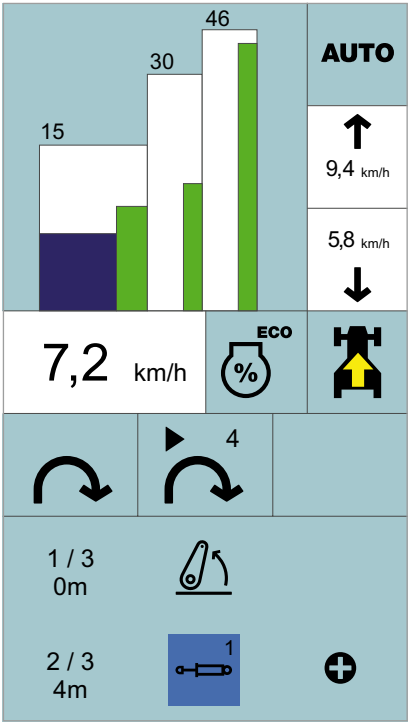 46
30
15
AUTO
9,4 km/h
5,8 km/h
7,2 km/h
ECO
%
4
1 / 3
0m
2 / 3
4m
1